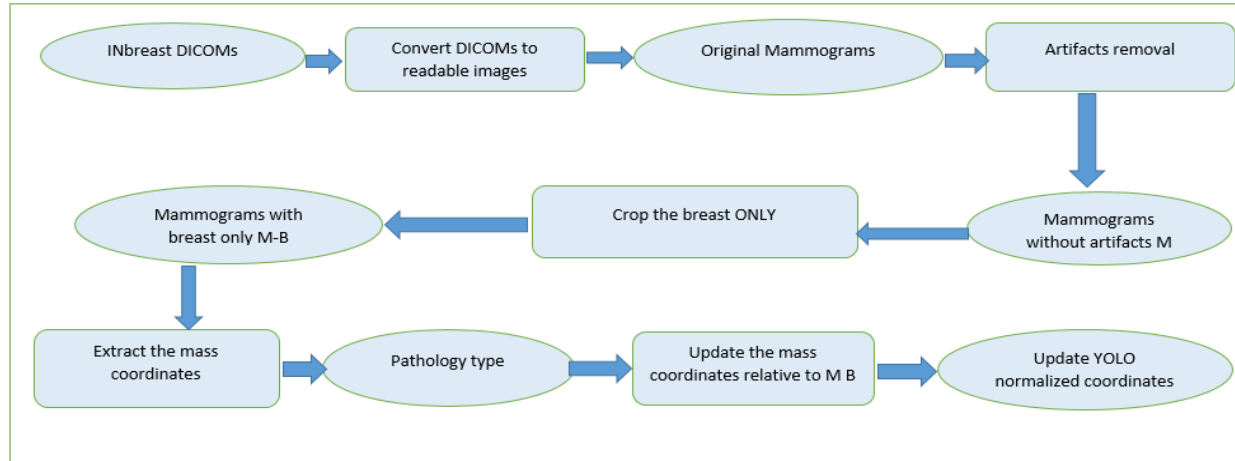 INbreast DICOMs
Convert DICOMs to
readable images
Original Mammograms
Artifacts removal
Mammograms
without artifacts M
Crop the breast ONLY
Mammograms with
breast only M-B
Extract the mass
coordinates
Pathology type
Update the mass
coordinates relative to M B
Update YOLO
normalized coordinates